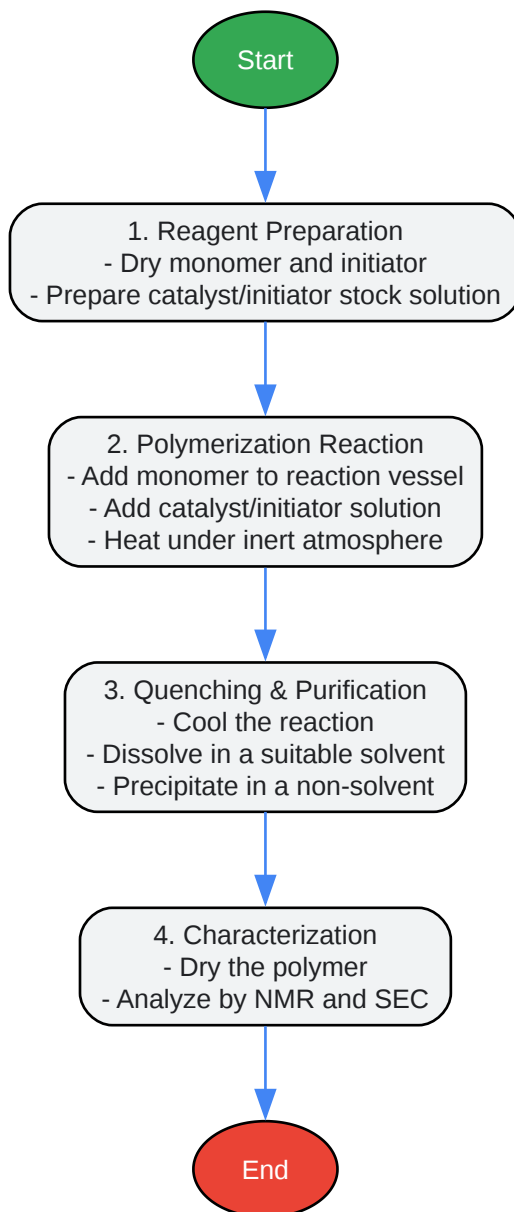 Start
1. Reagent Preparation
- Dry monomer and initiator
- Prepare catalyst/initiator stock solution
2. Polymerization Reaction
- Add monomer to reaction vessel
- Add catalyst/initiator solution
- Heat under inert atmosphere
3. Quenching & Purification
- Cool the reaction
- Dissolve in a suitable solvent
- Precipitate in a non-solvent
4. Characterization
- Dry the polymer
- Analyze by NMR and SEC
End